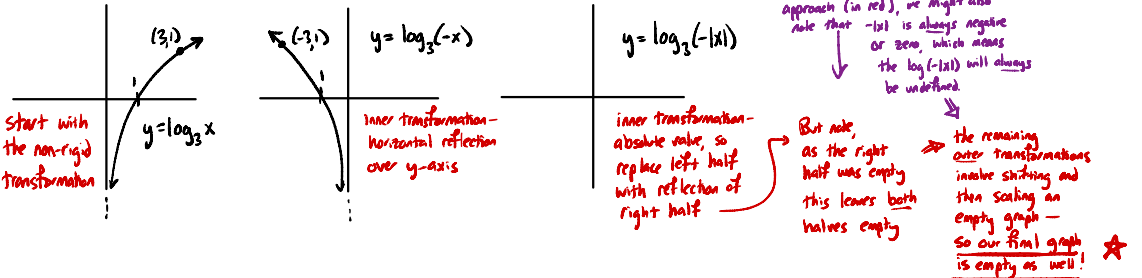 (3,1)
1
y=log₃x
start with
the non-rigid
transformation
(-3,1)
1
y=log₃(-x)
inner transformation-
horizontal reflection
over y-axis
y=log₃(-|x|)
inner transformation-
absolute value, so
replace left half
with reflection of
right half
But note,
as the right
half was empty
this leaves both
halves empty
approach (in red), we might also
note that -|x| is always negative
or zero, which means
the log(-|x|) will always
be undefined.
the remaining
outer transformations
involve shifting and
then scaling an
empty graph —
so our final graph
is empty as well!